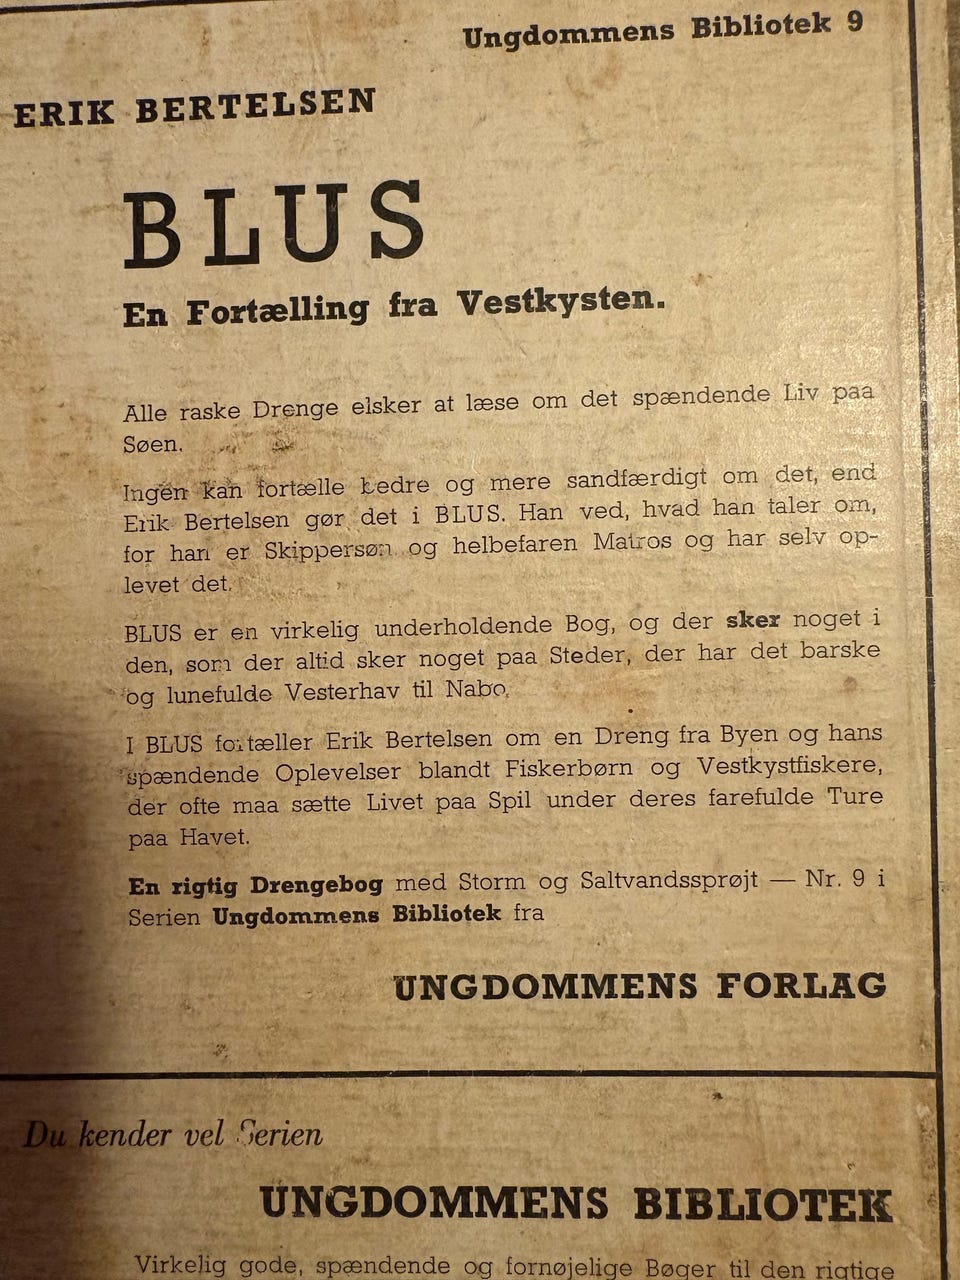 Ungdommens Bibliotek 9
ERIK BERTELSEN
BLUS
En Fortælling fra Vestkysten.
Alle raske Drenge elsker at læse om det spændende Liv paa
Søen.
Ingen kan fortælle bedre og mere sandfærdigt om det, end
Erik Bertelsen gør det i BLUS. Han ved, hvad han taler om,
for han er Skippersøn og helbefaren Matros og har selv op-
levet det.
BLUS er en virkelig underholdende Bog, og der sker noget i
den, som der altid sker noget paa Steder, der har det barske
og lunefulde Vesterhav til Nabo.
I BLUS fortæller Erik Bertelsen om en Dreng fra Byen og hans
spændende Oplevelser blandt Fiskerbørn og Vestkystfiskere,
der ofte maa sætte Livet paa Spil under deres farefulde Ture
paa Havet.
En rigtig Drengebog med Storm og Saltvandssprøjt — Nr. 9 i
Serien Ungdommens Bibliotek fra
UNGDOMMENS FORLAG
Du kender vel Serien
UNGDOMMENS BIBLIOTEK
Virkelig gode, spændende og fornøjelige Bøger til den rigtige